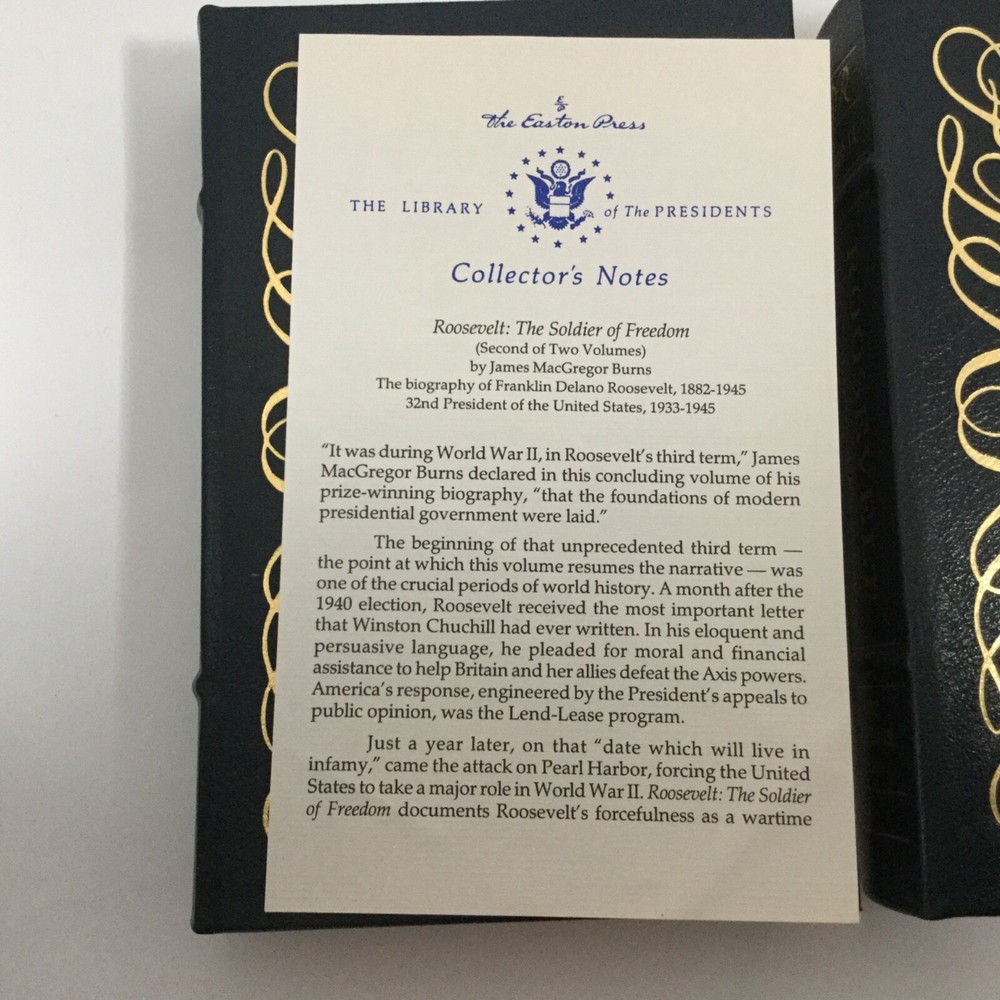 The Easton Press
THE LIBRARY of The PRESIDENTS
Collector's Notes
Roosevelt: The Soldier of Freedom
(Second of Two Volumes)
by James MacGregor Burns
The biography of Franklin Delano Roosevelt, 1882-1945
32nd President of the United States, 1933-1945
“It was during World War II, in Roosevelt’s third term,” James
MacGregor Burns declared in this concluding volume of his
prize-winning biography, “that the foundations of modern
presidential government were laid.”
The beginning of that unprecedented third term —
the point at which this volume resumes the narrative — was
one of the crucial periods of world history. A month after the
1940 election, Roosevelt received the most important letter
that Winston Chuchill had ever written. In his eloquent and
persuasive language, he pleaded for moral and financial
assistance to help Britain and her allies defeat the Axis powers.
America’s response, engineered by the President’s appeals to
public opinion, was the Lend-Lease program.
Just a year later, on that “date which will live in
infamy,” came the attack on Pearl Harbor, forcing the United
States to take a major role in World War II. Roosevelt: The Soldier
of Freedom documents Roosevelt’s forcefulness as a wartime